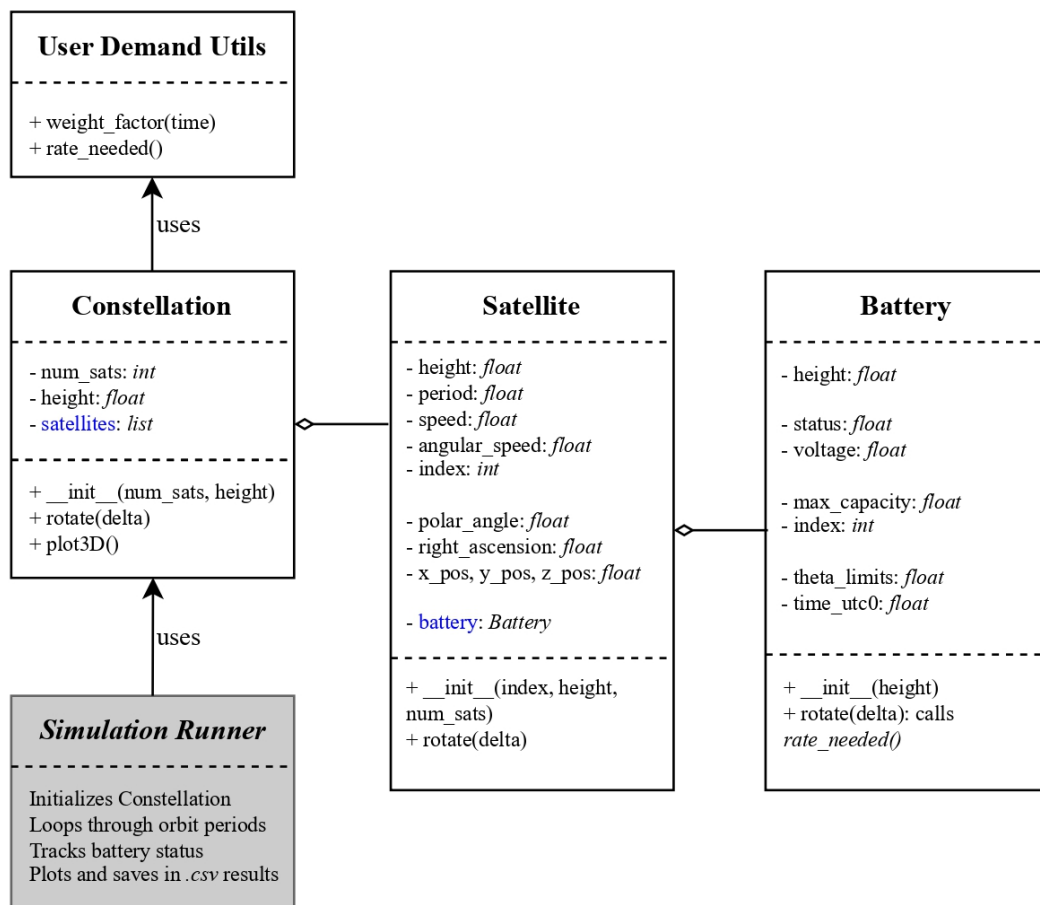 User Demand Utils
+ weight_factor(time)
+ rate_needed()
uses
Constellation
- num_sats: int
- height: float
- satellites: list
+ __init__(num_sats, height)
+ rotate(delta)
+ plot3D()
uses
Simulation Runner
Initializes Constellation
Loops through orbit periods
Tracks battery status
Plots and saves in .csv results
Satellite
- height: float
- period: float
- speed: float
- angular_speed: float
- index: int
- polar_angle: float
- right_ascension: float
- x_pos, y_pos, z_pos: float
- battery: Battery
+ __init__(index, height,
num_sats)
+ rotate(delta)
Battery
- height: float
- status: float
- voltage: float
- max_capacity: float
- index: int
- theta_limits: float
- time_utc0: float
+ __init__(height)
+ rotate(delta): calls
rate_needed()